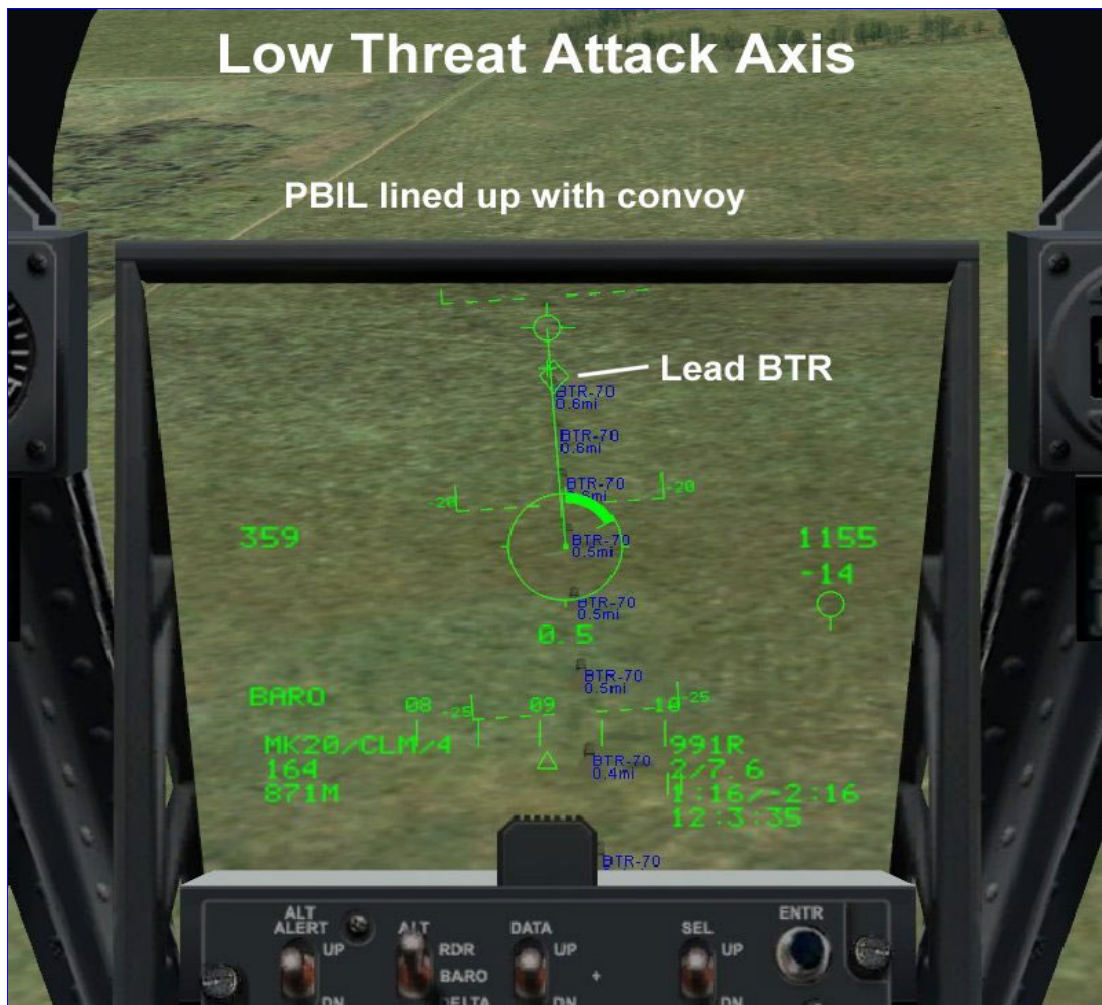 Low Threat Attack Axis
PBIL lined up with convoy
Lead BTR
BTR-70
0.6mi
BTR-70
0.6mi
BTR-70
0.6mi
-20
-20
359
BTR-70
0.5mi
1155
-14
BTR-70
0.5mi
0.5
BTR-70
0.5mi
BARO
08
-25
09
10
-25
MK20/CLM/4
991R
164
BTR-70
0.4mi
2/7.6
871M
1:16/-2:16
12:3:35
BTR-70
ALT
ALERT
ALT
DATA
SEL
ENTR
UP
RDR
UP
UP
BARO
+
DN
DELTA
DN
DN